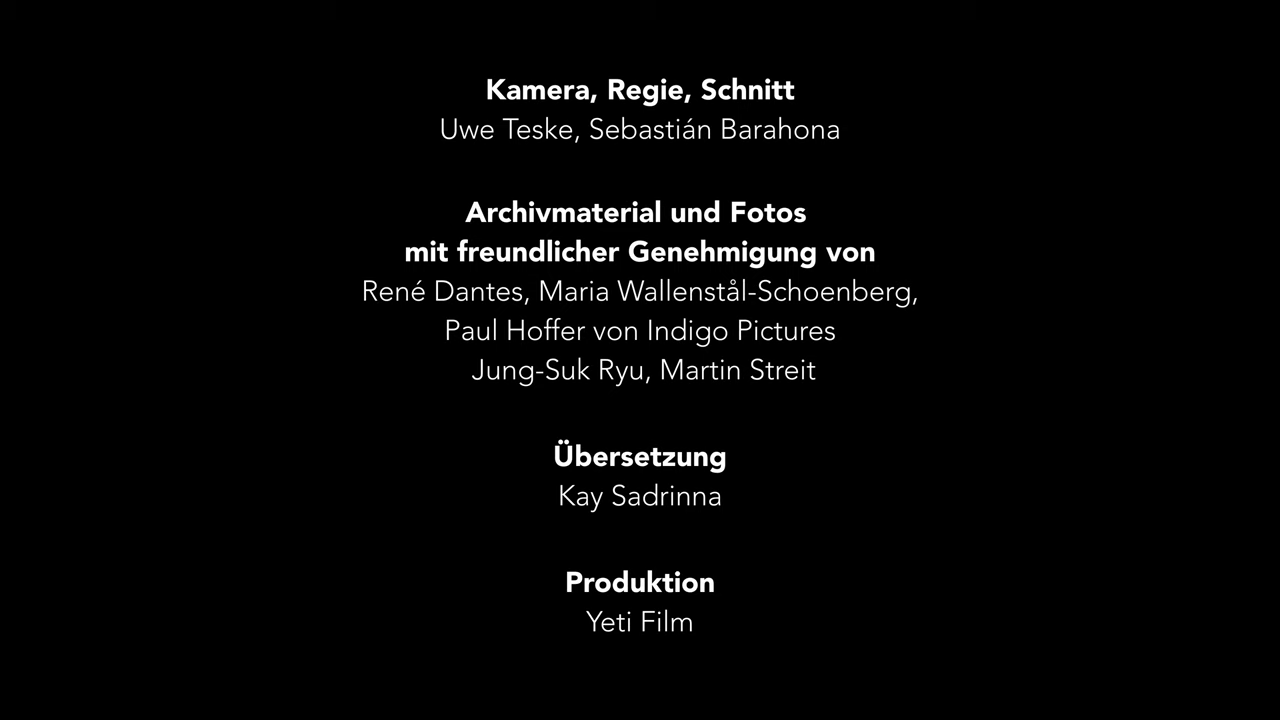 Kamera, Regie, Schnitt
Uwe Teske, Sebastián Barahona
Archivmaterial und Fotos
mit freundlicher Genehmigung von
René Dantes, Maria Wallenstål-Schoenberg,
Paul Hoffer von Indigo Pictures
Jung-Suk Ryu, Martin Streit
Übersetzung
Kay Sadrinna
Produktion
Yeti Film